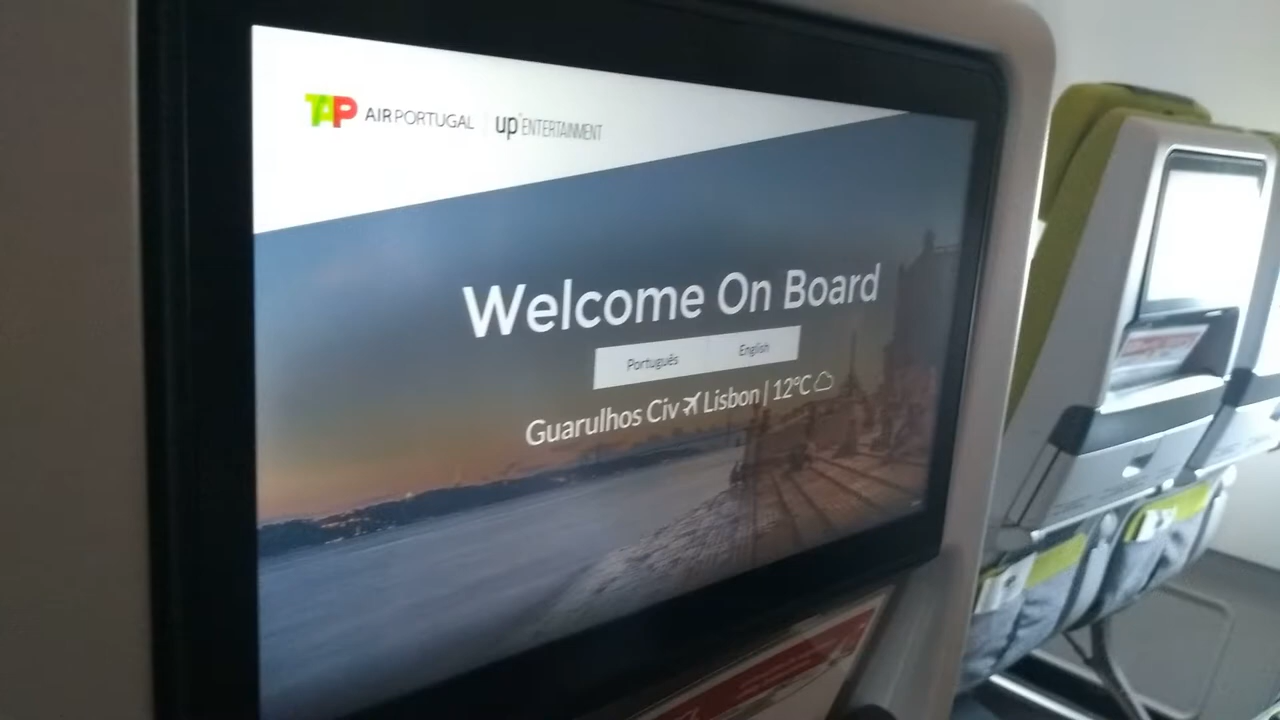 TAP AIR PORTUGAL | up ENTERTAINMENT
Welcome On Board
Português English
Guarulhos Civ Lisbon | 12°C